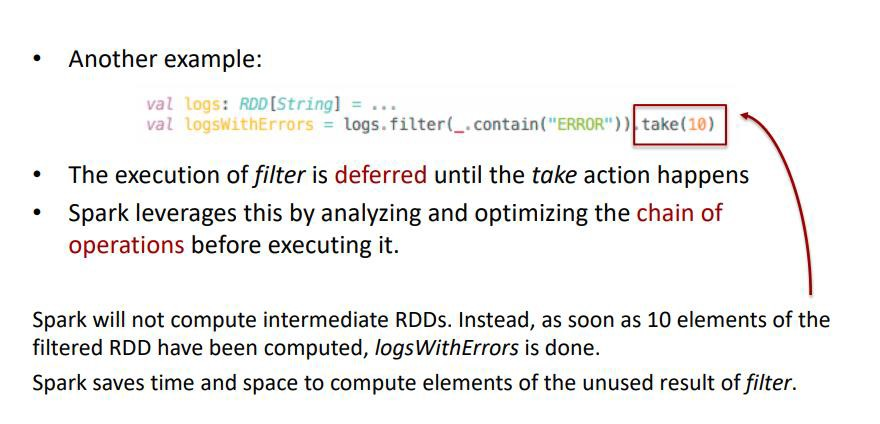 • Another example:
val logs: RDD[String] = ...
val logsWithErrors = logs.filter(_.contain("ERROR")).take(10)
• The execution of filter is deferred until the take action happens
• Spark leverages this by analyzing and optimizing the chain of
operations before executing it.
Spark will not compute intermediate RDDs. Instead, as soon as 10 elements of the
filtered RDD have been computed, logsWithErrors is done.
Spark saves time and space to compute elements of the unused result of filter.